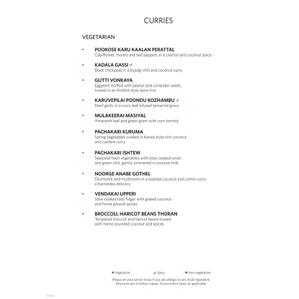 CURRIES
VEGETARIAN
POOKOSE KARU KAALAN PERATTAL
Cauliflower, morels and bell peppers in a cilantro and coconut spice
KADALA GASSI
Black chickpeas in a byadgi chili and coconut curry
GUTTI VONKAYA
Eggplant stuffed with peanut and coriander seeds,
tossed in an Andhra style spice mix
KARUVEPILAI POONDU KOZHAMBU
Pearl garlic in a curry leaf infused tamarind gravy
MULAKEERAI MASIYAL
Amaranth leaf and green gram with corn kernels
PACHAKARI KURUMA
Spring vegetables cooked in Kerala style rich coconut
and cashew curry
PACHAKARI ISHTEW
Seasonal fresh vegetables with slow cooked onion
and green chili, gently simmered in coconut milk
NOORGE ANABE GOTHEL
Drumstick and mushroom in a toasted coconut and cumin curry-
a Karnataka delicacy
VENDAKAI UPPERI
Slow cooked lady finger with grated coconut
and home ground spices
BROCCOLI HARICOT BEANS THORAN
Tempered broccoli and haricot beans tossed
with home pounded coconut and spices
Vegetarian Spicy Non-vegetarian
Please let your server know if you are allergic to any food ingredient.
All prices are in Indian rupees. Government taxes as applicable.